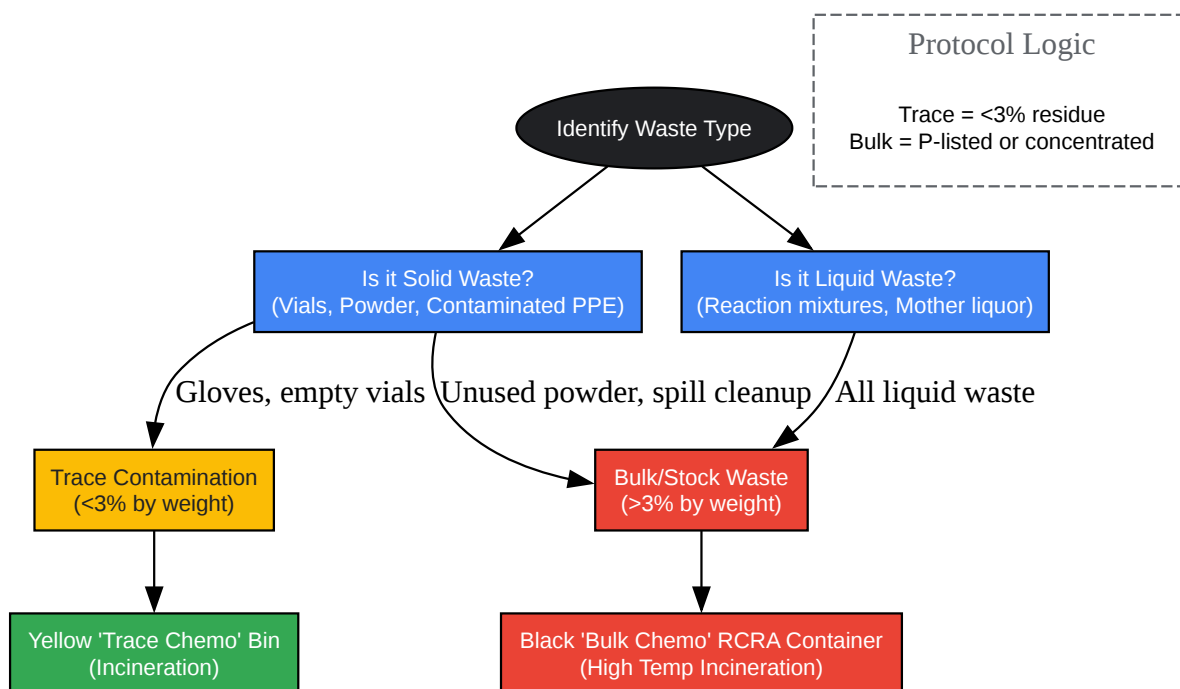 Protocol Logic
Trace = <3% residue
Bulk = P-listed or concentrated
Identify Waste Type
Is it Solid Waste?
(Vials, Powder, Contaminated PPE)
Is it Liquid Waste?
(Reaction mixtures, Mother liquor)
Gloves, empty vials
Unused powder, spill cleanup
All liquid waste
Trace Contamination
(<3% by weight)
Bulk/Stock Waste
(>3% by weight)
Yellow 'Trace Chemo' Bin
(Incineration)
Black 'Bulk Chemo' RCRA Container
(High Temp Incineration)